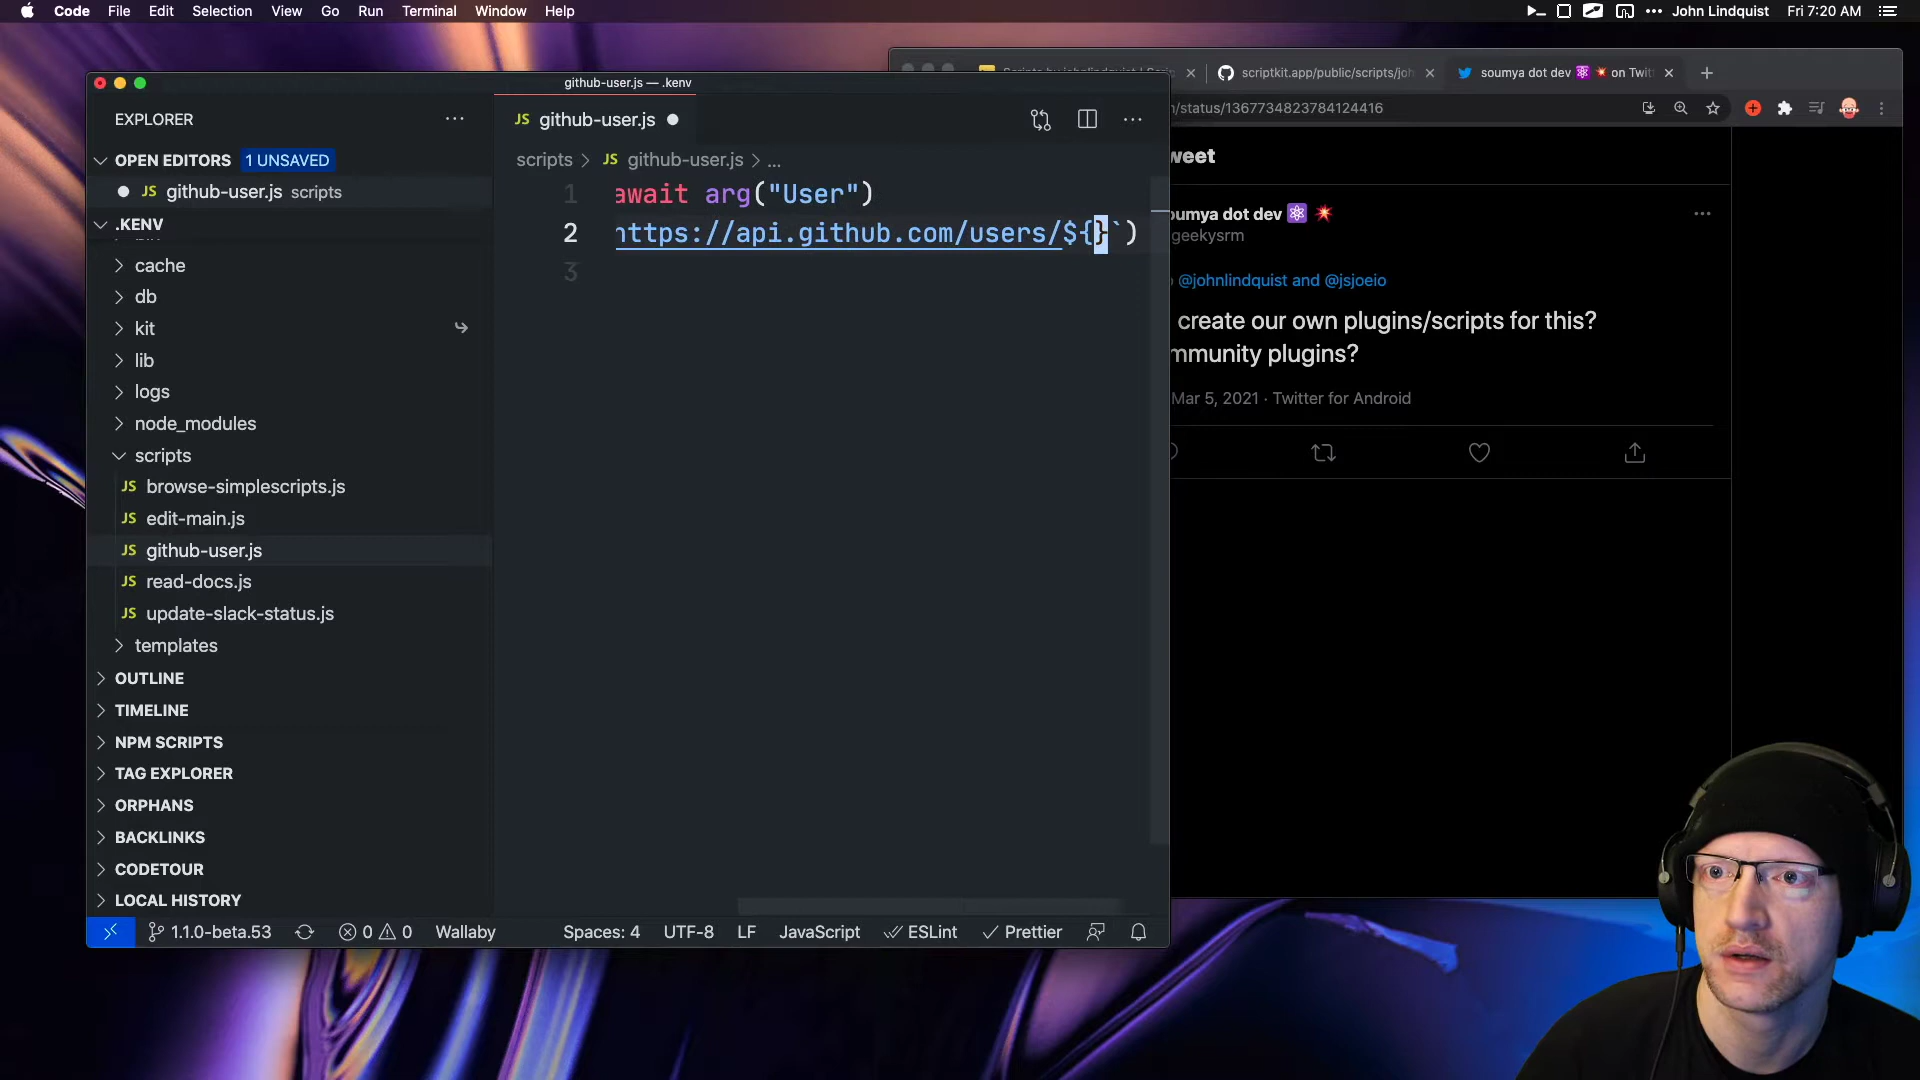 Code File Edit Selection View Go Run Terminal Window Help
John Lindquist Fri 7:20 AM
github-user.js — .kenv
scriptkit.app/public/scripts/joh
soumya dot dev on Twit
/status/1367734823784124416
EXPLORER
OPEN EDITORS 1 UNSAVED
JS github-user.js scripts
.KENV
cache
db
kit
lib
logs
node_modules
scripts
JS browse-simplescripts.js
JS edit-main.js
JS github-user.js
JS read-docs.js
JS update-slack-status.js
templates
OUTLINE
TIMELINE
NPM SCRIPTS
TAG EXPLORER
ORPHANS
BACKLINKS
CODETOUR
LOCAL HISTORY
JS github-user.js
scripts > JS github-user.js > ...
1 await arg("User")
2 https://api.github.com/users/${}`)
3
1.1.0-beta.53 0 0 Wallaby Spaces: 4 UTF-8 LF JavaScript ESLint Prettier
weet
oumya dot dev
geekysrm
@johnlindquist and @jsjoeio
create our own plugins/scripts for this?
mmunity plugins?
Mar 5, 2021 · Twitter for Android